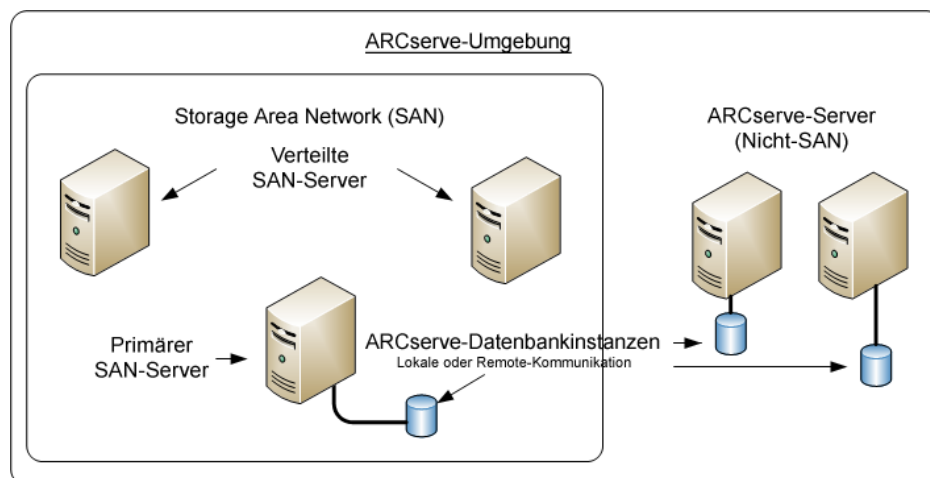 ARCserve-Umgebung
Storage Area Network (SAN)
Verteilte
SAN-Server
ARCserve-Server
(Nicht-SAN)
Primärer
SAN-Server
ARCserve-Datenbankinstanzen
Lokale oder Remote-Kommunikation